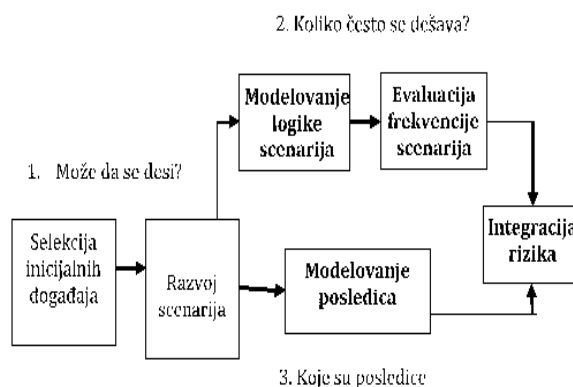 2. Koliko često se dešava?
Modelovanje
logike
scenarija
Evaluacija
frekvencije
scenarija
1. Može da se desi?
Selekcija
inicijalnih
događaja
Razvoj
scenarija
Modelovanje
posledica
Integracija
rizika
3. Koje su posledice